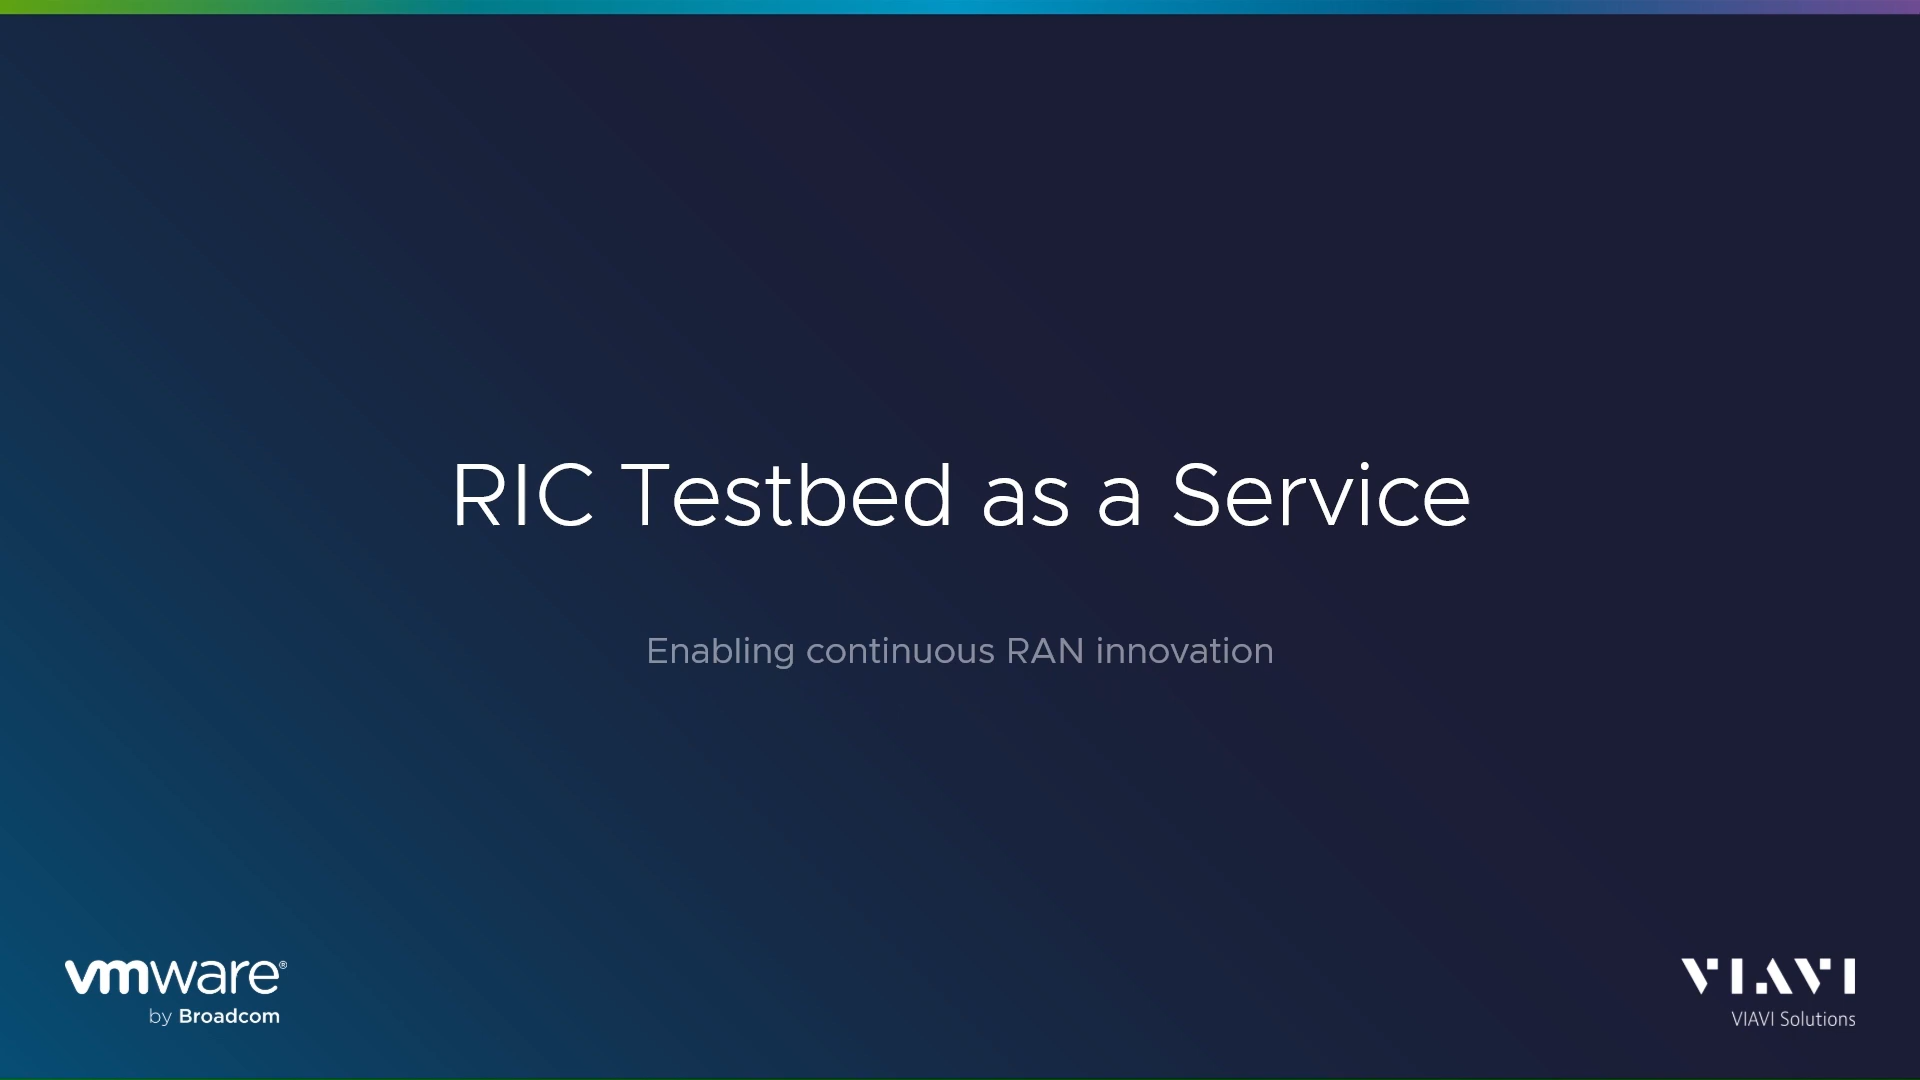 RIC Testbed as a Service
Enabling continuous RAN innovation
vmware®
by Broadcom
VIAVI
VIAVI Solutions